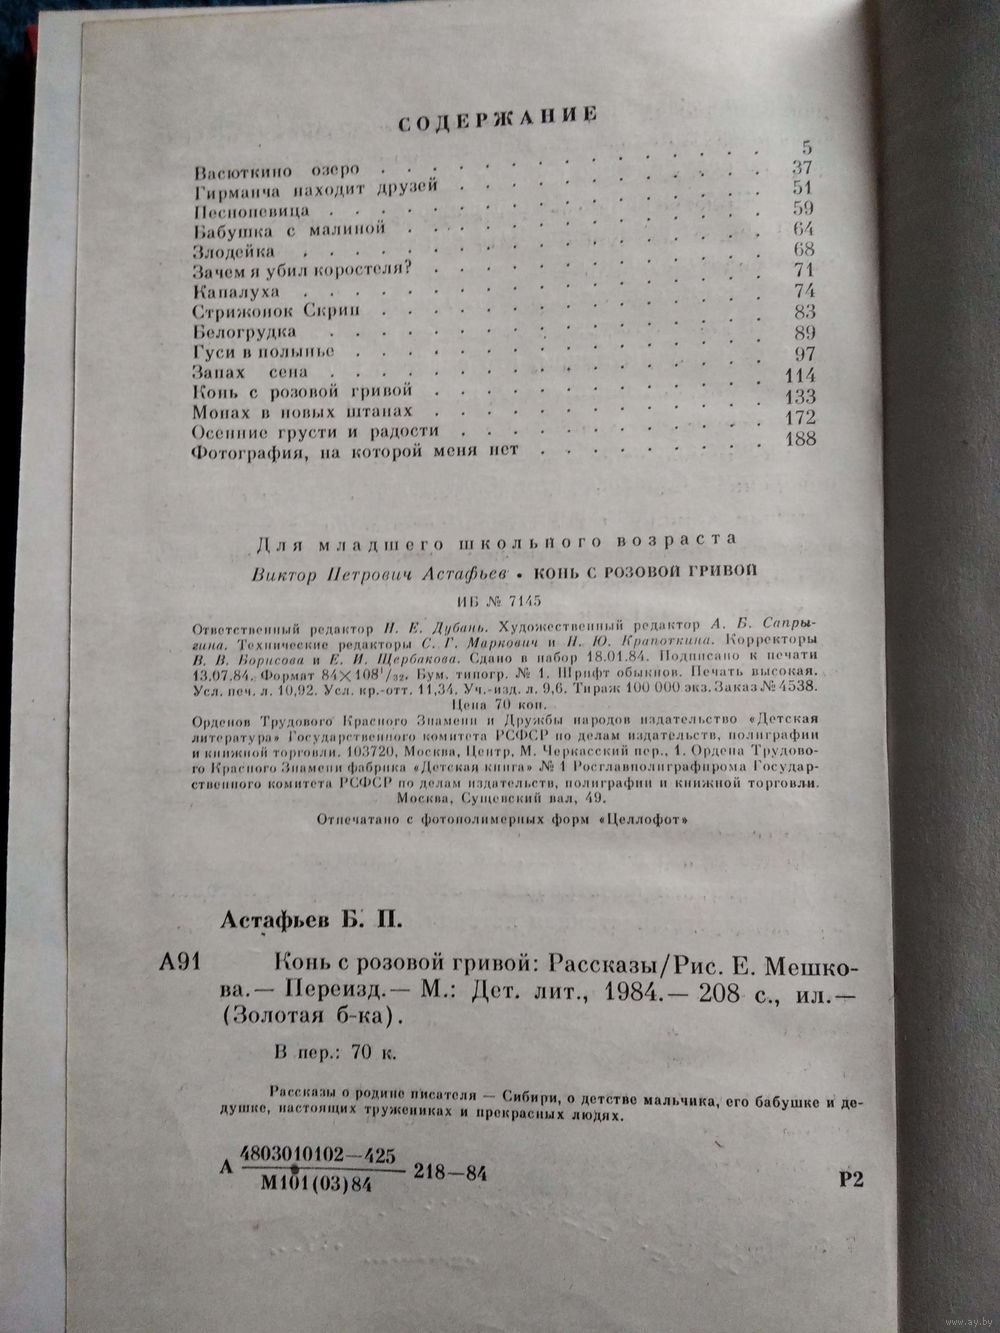 СОДЕРЖАНИЕ
Васюткино озеро . . . . . . . . . . . . 5
Гирманча находит друзей . . . . . . . . . . . . 37
Песнопевица . . . . . . . . . . . . 51
Бабушка с малиной . . . . . . . . . . . . 59
Злодейка . . . . . . . . . . . . 64
Зачем я убил коростеля? . . . . . . . . . . . . 68
Капалуха . . . . . . . . . . . . 71
Стрижонок Скрип . . . . . . . . . . . . 74
Белогрудка . . . . . . . . . . . . 83
Гуси в полынье . . . . . . . . . . . . 89
Запах сена . . . . . . . . . . . . 97
Конь с розовой гривой . . . . . . . . . . . . 114
Монах в новых штанах . . . . . . . . . . . . 133
Осенние грусти и радости . . . . . . . . . . . . 172
Фотография, на которой меня нет . . . . . . . . . 188
Для младшего школьного возраста
Виктор Петрович Астафьев • КОНЬ С РОЗОВОЙ ГРИВОЙ
ИБ № 7145
Ответственный редактор Н. Е. Дубань. Художественный редактор А. Б. Сапры-
гина. Технические редакторы С. Г. Маркович и Н. Ю. Крапоткина. Корректоры
В. В. Борисова и Е. И. Щербакова. Сдано в набор 18.01.84. Подписано к печати
13.07.84. Формат 84×108¹/₃₂. Бум. типогр. № 1. Шрифт обыкнов. Печать высокая.
Усл. печ. л. 10,92. Усл. кр.-отт. 11,34. Уч.-изд. л. 9,6. Тираж 100 000 экз. Заказ № 4538.
Цена 70 коп.
Орденов Трудового Красного Знамени и Дружбы народов издательство «Детская
литература» Государственного комитета РСФСР по делам издательств, полиграфии
и книжной торговли. 103720, Москва, Центр, М. Черкасский пер., 1. Ордена Трудово-
го Красного Знамени фабрика «Детская книга» № 1 Росглавполиграфпрома Государ-
ственного комитета РСФСР по делам издательств, полиграфии и книжной торговли.
Москва, Сущевский вал, 49.
Отпечатано с фотополимерных форм «Целлофот»
Астафьев В. П.
А91 Конь с розовой гривой: Рассказы/Рис. Е. Мешко-
ва.— Переизд.— М.: Дет. лит., 1984.— 208 с., ил.—
(Золотая б-ка).
В пер.: 70 к.
Рассказы о родине писателя — Сибири, о детстве мальчика, его бабушке и де-
душке, настоящих тружениках и прекрасных людях.
А 4803010102—425
М101(03)84 218—84
Р2
www.ay.by